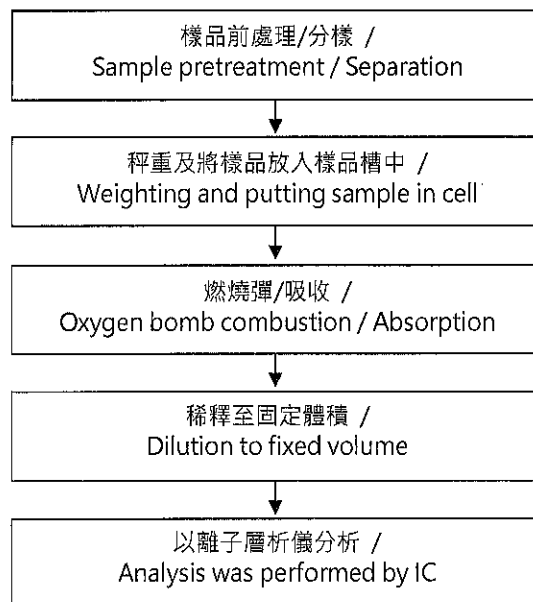 樣品前處理/分樣 /
Sample pretreatment / Separation
秤重及將樣品放入樣品槽中 /
Weighting and putting sample in cell
燃燒彈/吸收 /
Oxygen bomb combustion / Absorption
稀釋至固定體積 /
Dilution to fixed volume
以離子層析儀分析 /
Analysis was performed by IC